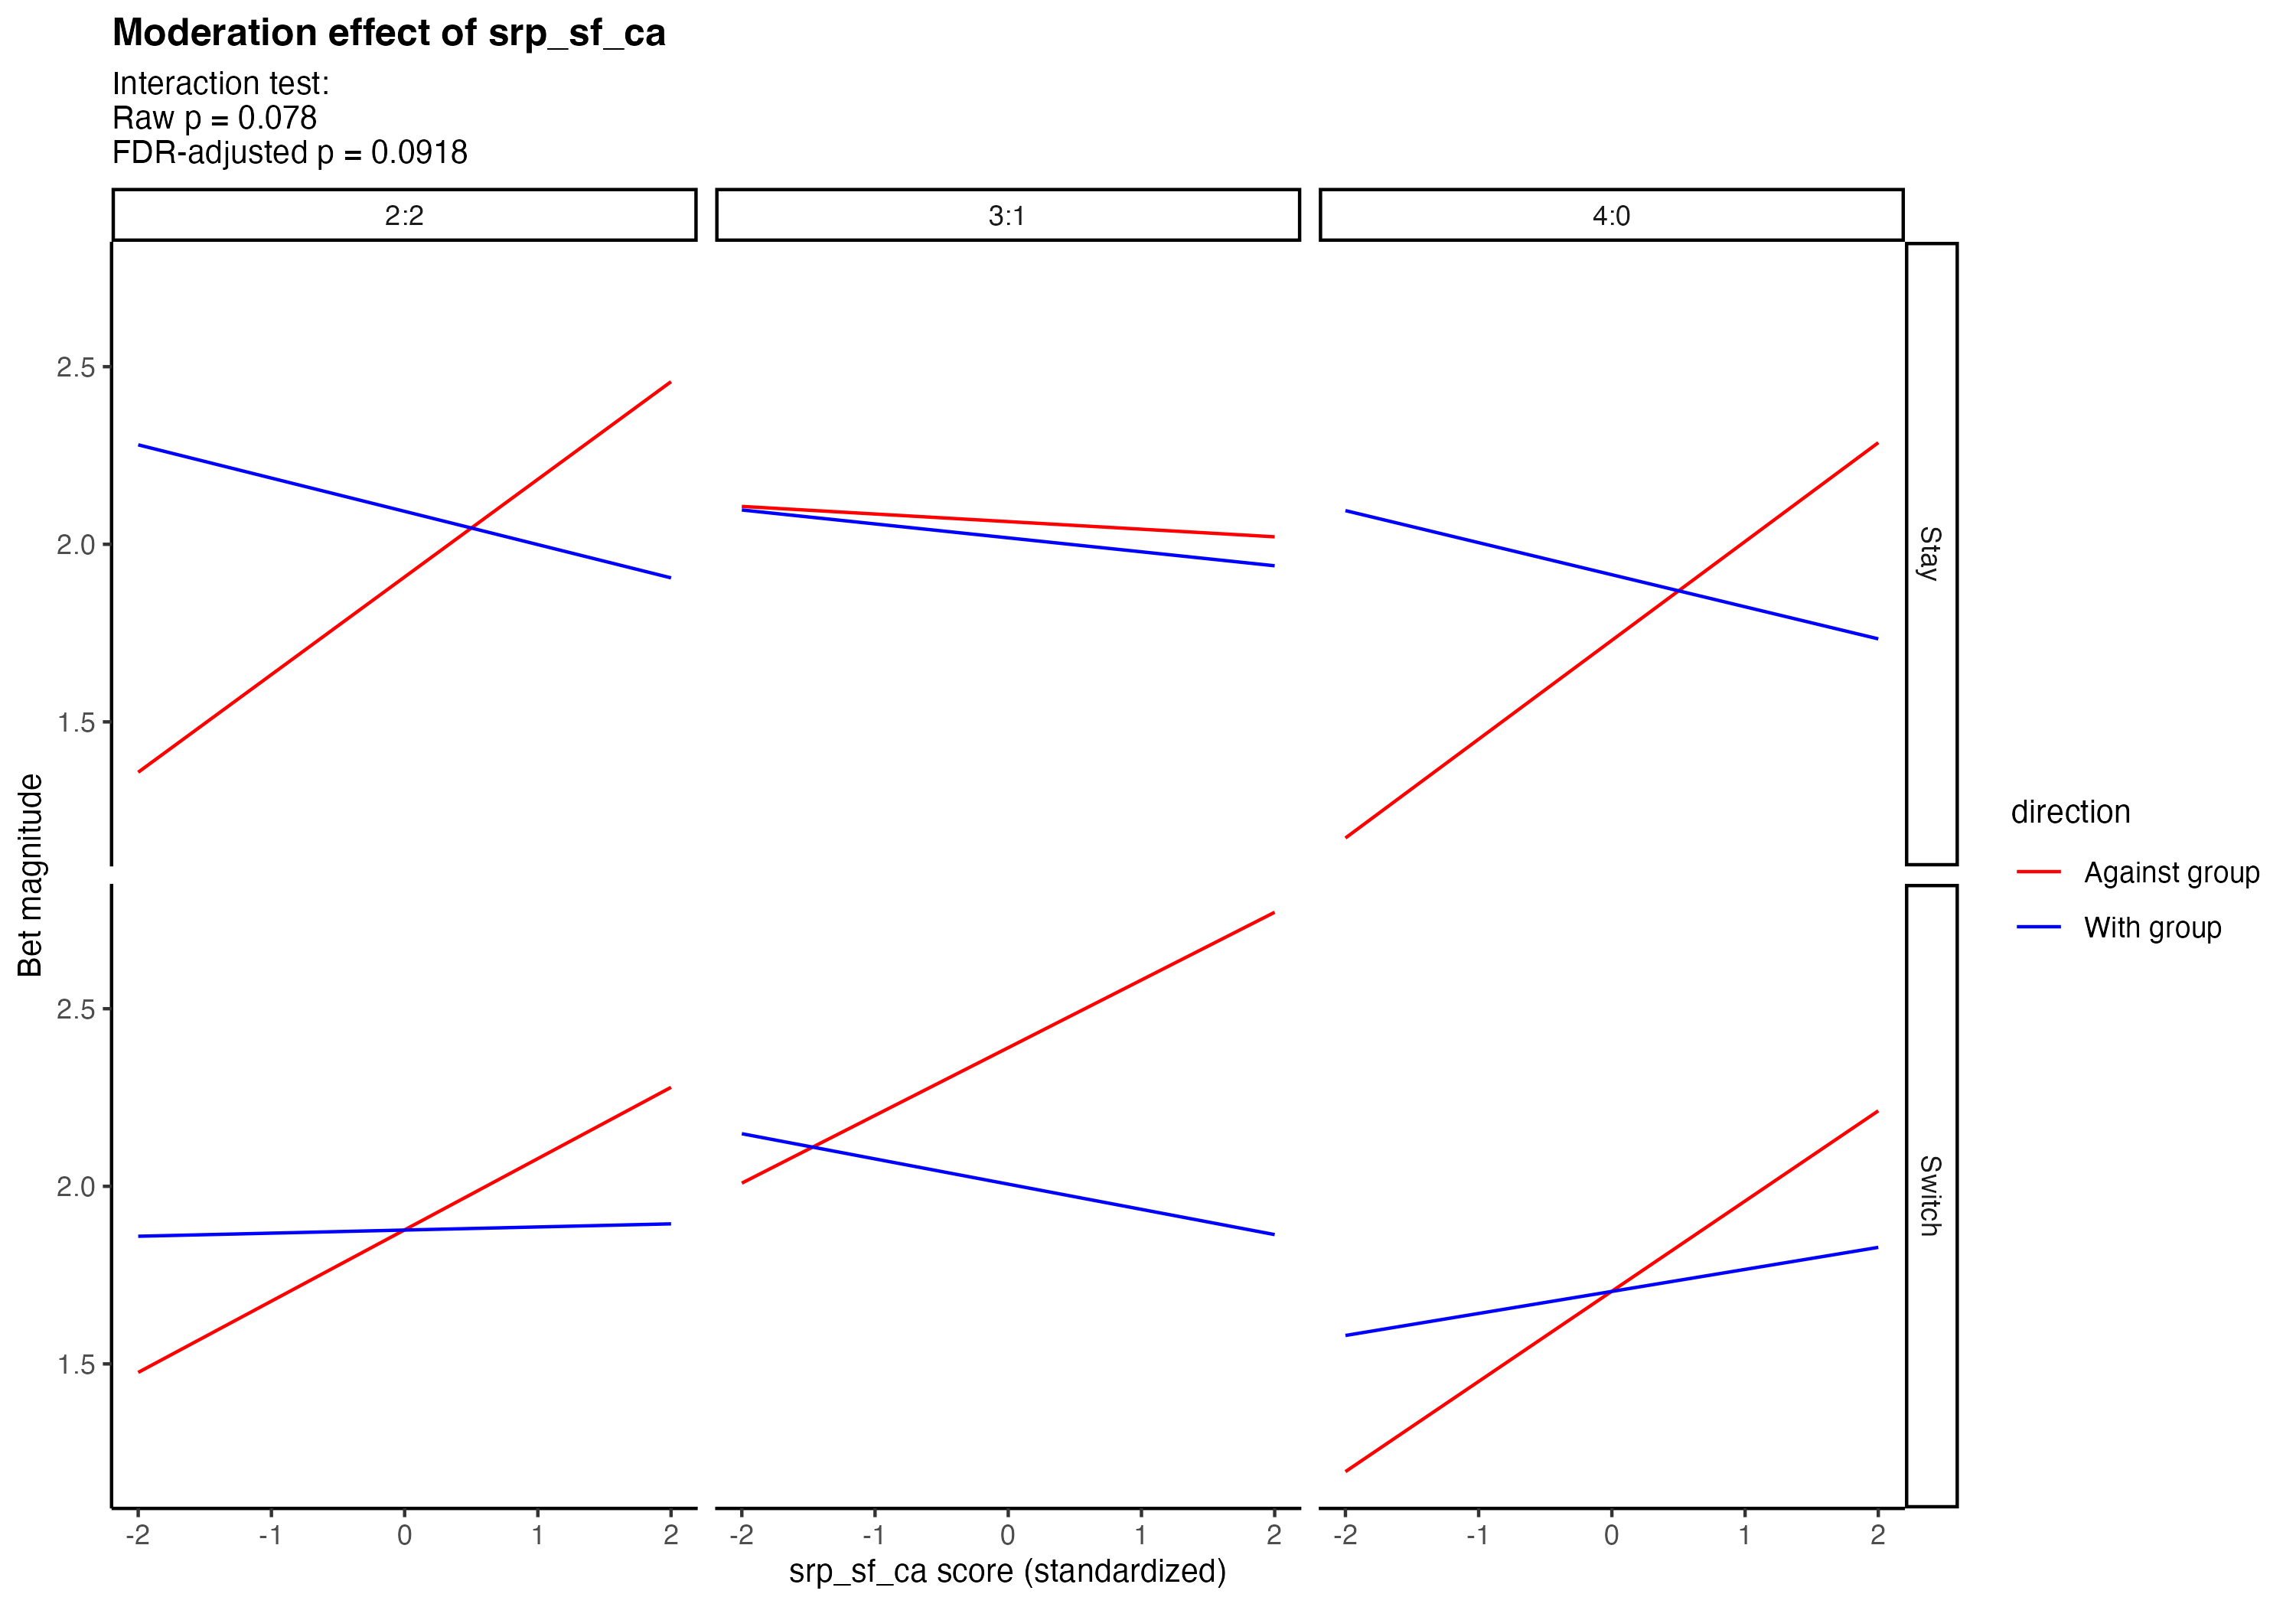 Moderation effect of srp_sf_ca
Interaction test:
Raw p = 0.078
FDR-adjusted p = 0.0918
2:2
3:1
4:0
2.5
2.0
1.5
Stay
2.5
2.0
1.5
Switch
Bet magnitude
-2 -1 0 1 2
-2 -1 0 1 2
-2 -1 0 1 2
srp_sf_ca score (standardized)
direction
Against group
With group